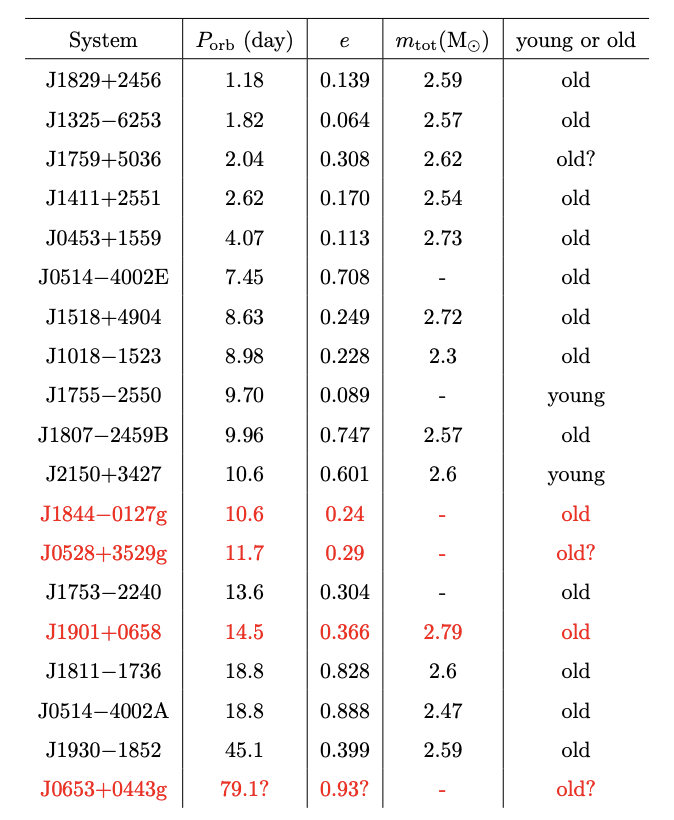 System P_orb (day) e m_tot(M_⊙) young or old
J1829+2456 1.18 0.139 2.59 old
J1325−6253 1.82 0.064 2.57 old
J1759+5036 2.04 0.308 2.62 old?
J1411+2551 2.62 0.170 2.54 old
J0453+1559 4.07 0.113 2.73 old
J0514−4002E 7.45 0.708 - old
J1518+4904 8.63 0.249 2.72 old
J1018−1523 8.98 0.228 2.3 old
J1755−2550 9.70 0.089 - young
J1807−2459B 9.96 0.747 2.57 old
J2150+3427 10.6 0.601 2.6 young
J1844−0127g 10.6 0.24 - old
J0528+3529g 11.7 0.29 - old?
J1753−2240 13.6 0.304 - old
J1901+0658 14.5 0.366 2.79 old
J1811−1736 18.8 0.828 2.6 old
J0514−4002A 18.8 0.888 2.47 old
J1930−1852 45.1 0.399 2.59 old
J0653+0443g 79.1? 0.93? - old?